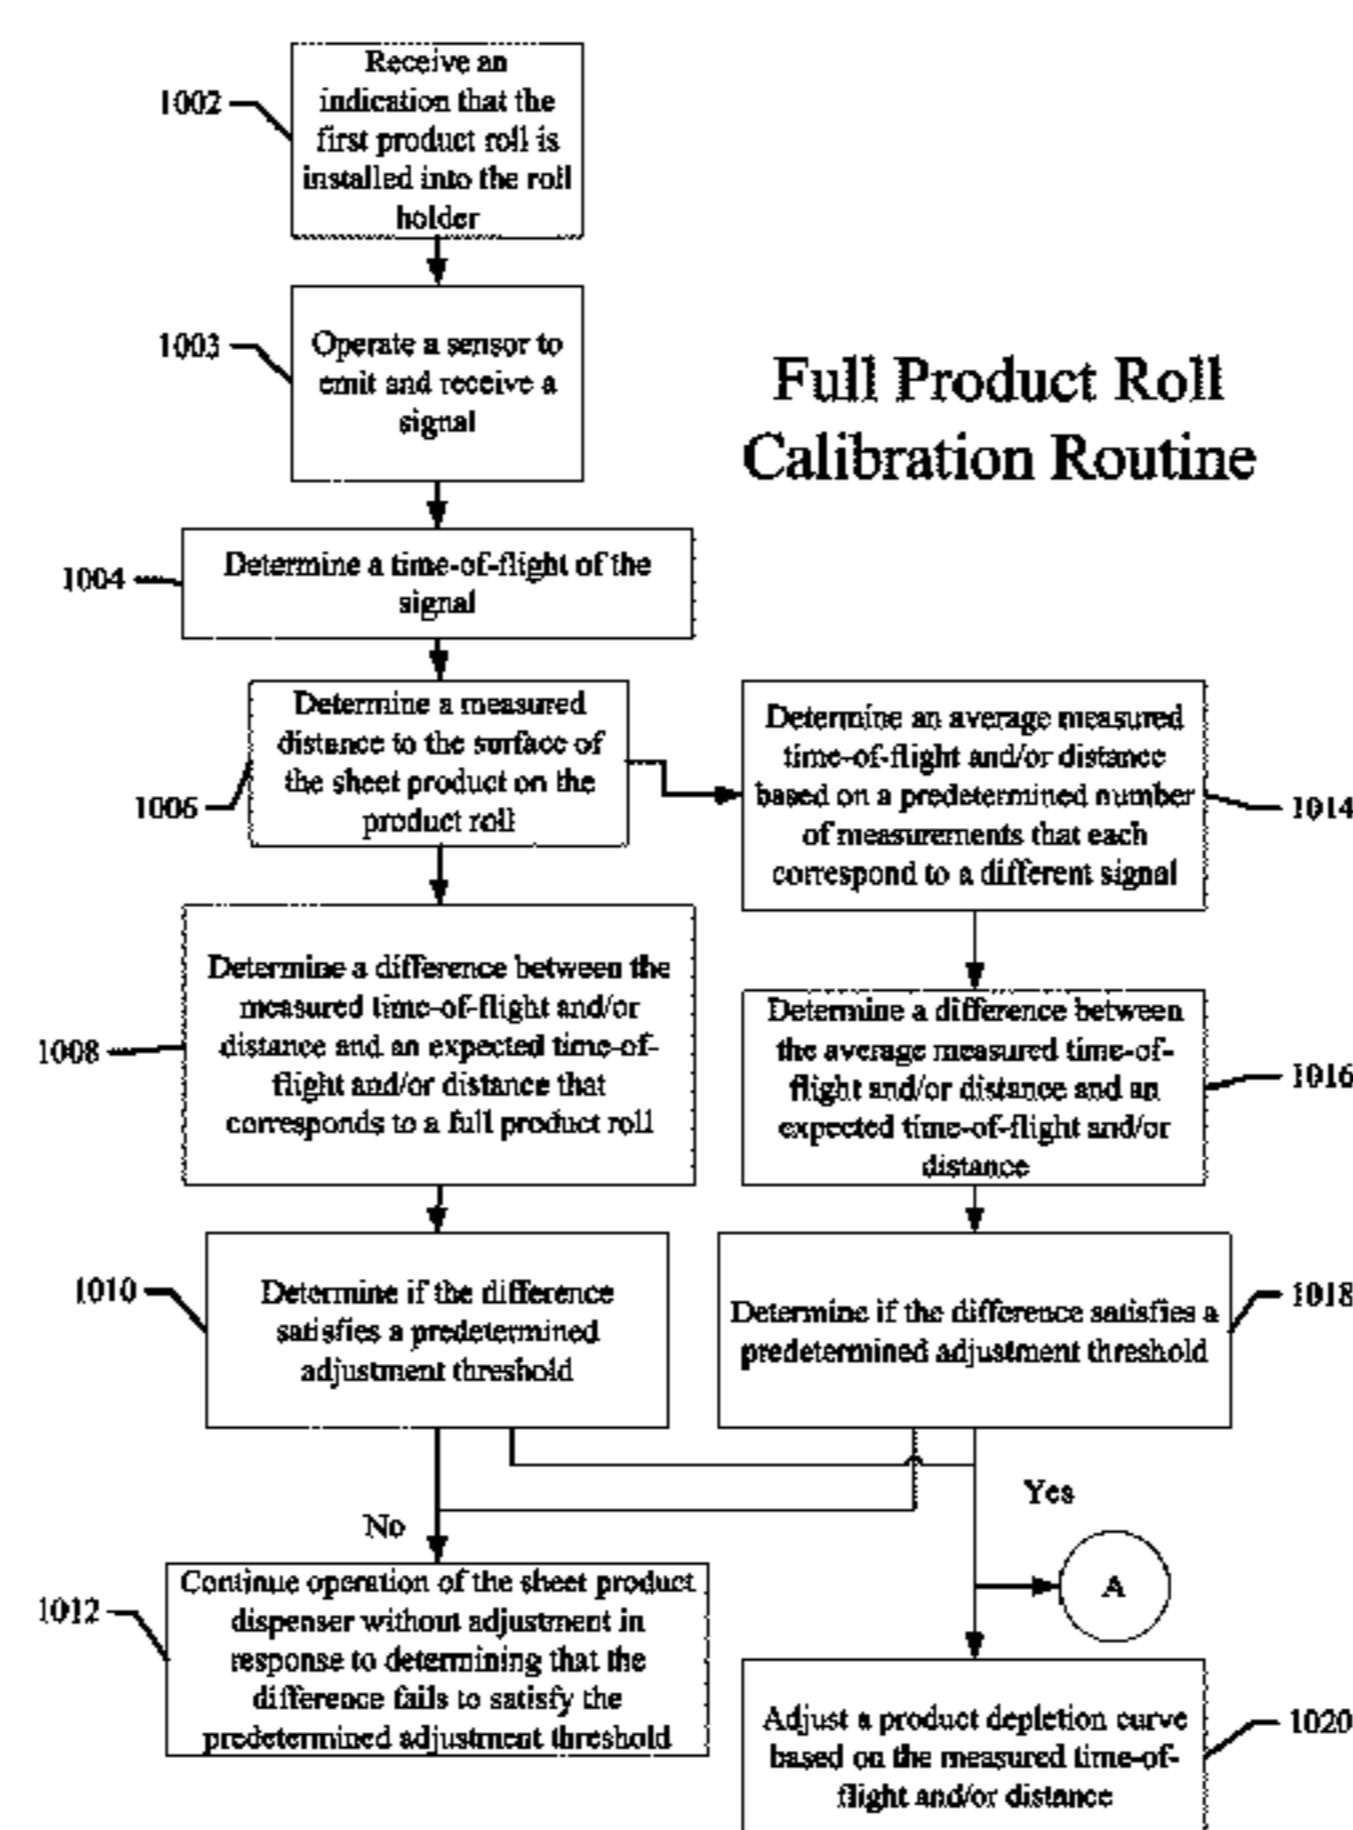 Receive an
indication that the
first product roll is
installed into the roll
holder
1002
Operate a sensor to
emit and receive a
signal
1003
Full Product Roll
Calibration Routine
Determine a time-of-flight of the
signal
1004
Determine a measured
distance to the surface of
the sheet product on the
product roll
1006
Determine an average measured
time-of-flight and/or distance
based on a predetermined number
of measurements that each
correspond to a different signal
1014
Determine a difference between the
measured time-of-flight and/or
distance and an expected time-of-
flight and/or distance that
corresponds to a full product roll
1008
Determine a difference between
the average measured time-of-
flight and/or distance and an
expected time-of-flight and/or
distance
1016
Determine if the difference
satisfies a predetermined
adjustment threshold
1010
Determine if the difference satisfies a
predetermined adjustment threshold
1018
Yes
No
A
Continue operation of the sheet product
dispenser without adjustment in
response to determining that the
difference fails to satisfy the
predetermined adjustment threshold
1012
Adjust a product depletion curve
based on the measured time-of-
flight and/or distance
1020